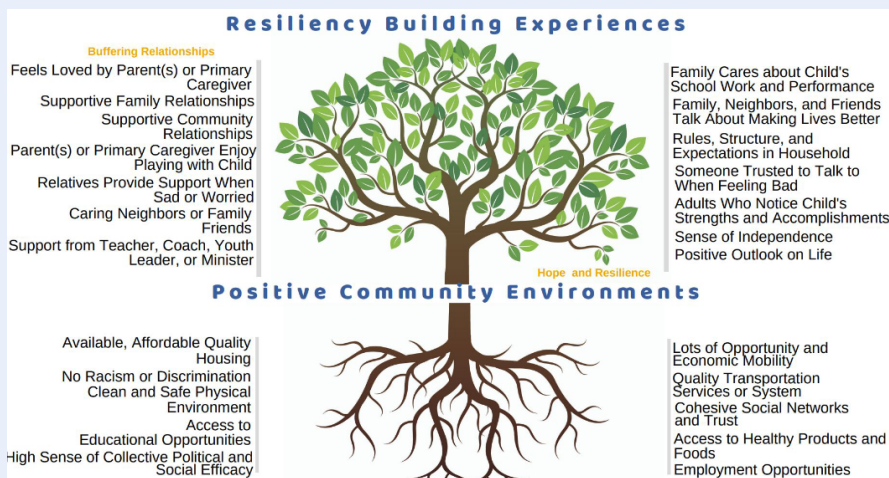 Resiliency Building Experiences
Buffering Relationships
Feels Loved by Parent(s) or Primary
Caregiver
Supportive Family Relationships
Supportive Community
Relationships
Parent(s) or Primary Caregiver Enjoy
Playing with Child
Relatives Provide Support When
Sad or Worried
Caring Neighbors or Family
Friends
Support from Teacher, Coach, Youth
Leader, or Minister
Family Cares about Child's
School Work and Performance
Family, Neighbors, and Friends
Talk About Making Lives Better
Rules, Structure, and
Expectations in Household
Someone Trusted to Talk to
When Feeling Bad
Adults Who Notice Child's
Strengths and Accomplishments
Sense of Independence
Positive Outlook on Life
Hope and Resilience
Positive Community Environments
Available, Affordable Quality
Housing
No Racism or Discrimination
Clean and Safe Physical
Environment
Access to
Educational Opportunities
High Sense of Collective Political and
Social Efficacy
Lots of Opportunity and
Economic Mobility
Quality Transportation
Services or System
Cohesive Social Networks
and Trust
Access to Healthy Products and
Foods
Employment Opportunities